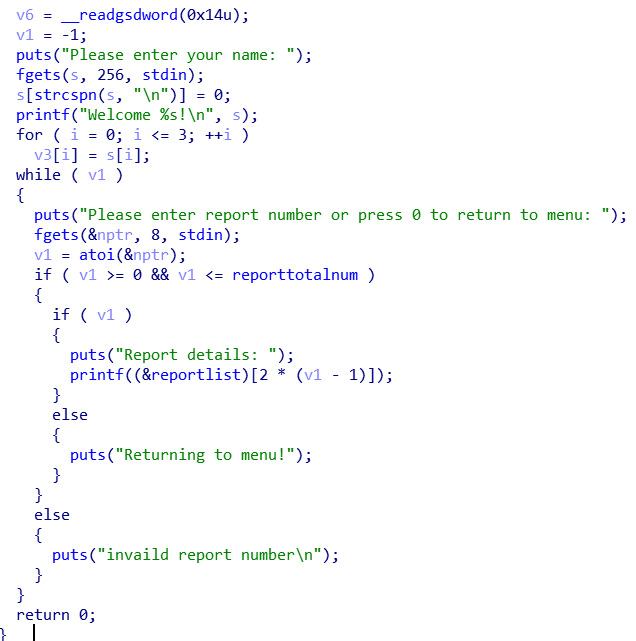 v6 = __readgsdword(0x14u);
v1 = -1;
puts("Please enter your name: ");
fgets(s, 256, stdin);
s[strcspn(s, "\n")] = 0;
printf("Welcome %s!\n", s);
for ( i = 0; i <= 3; ++i )
v3[i] = s[i];
while ( v1 )
{
puts("Please enter report number or press 0 to return to menu: ");
fgets(&nptr, 8, stdin);
v1 = atoi(&nptr);
if ( v1 >= 0 && v1 <= reporttotalnum )
{
if ( v1 )
{
puts("Report details: ");
printf((&reportlist)[2 * (v1 - 1)]);
}
else
{
puts("Returning to menu!");
}
}
else
{
puts("invaild report number\n");
}
}
return 0;
}